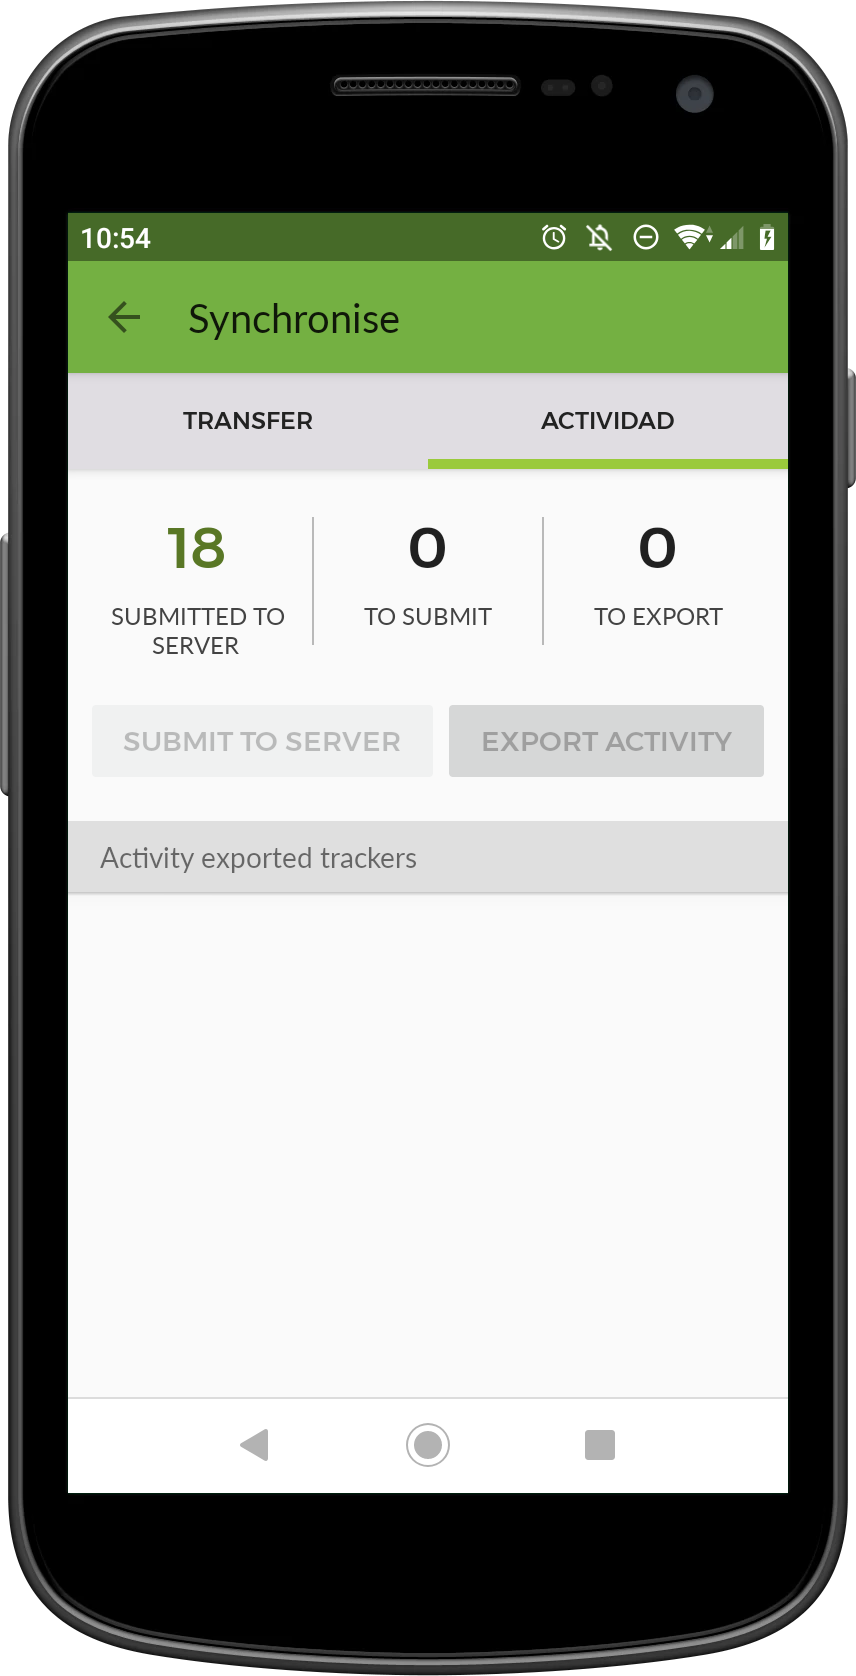 10:54
Synchronise
TRANSFER
ACTIVIDAD
18
0
0
SUBMITTED TO
SERVER
TO SUBMIT
TO EXPORT
SUBMIT TO SERVER
EXPORT ACTIVITY
Activity exported trackers